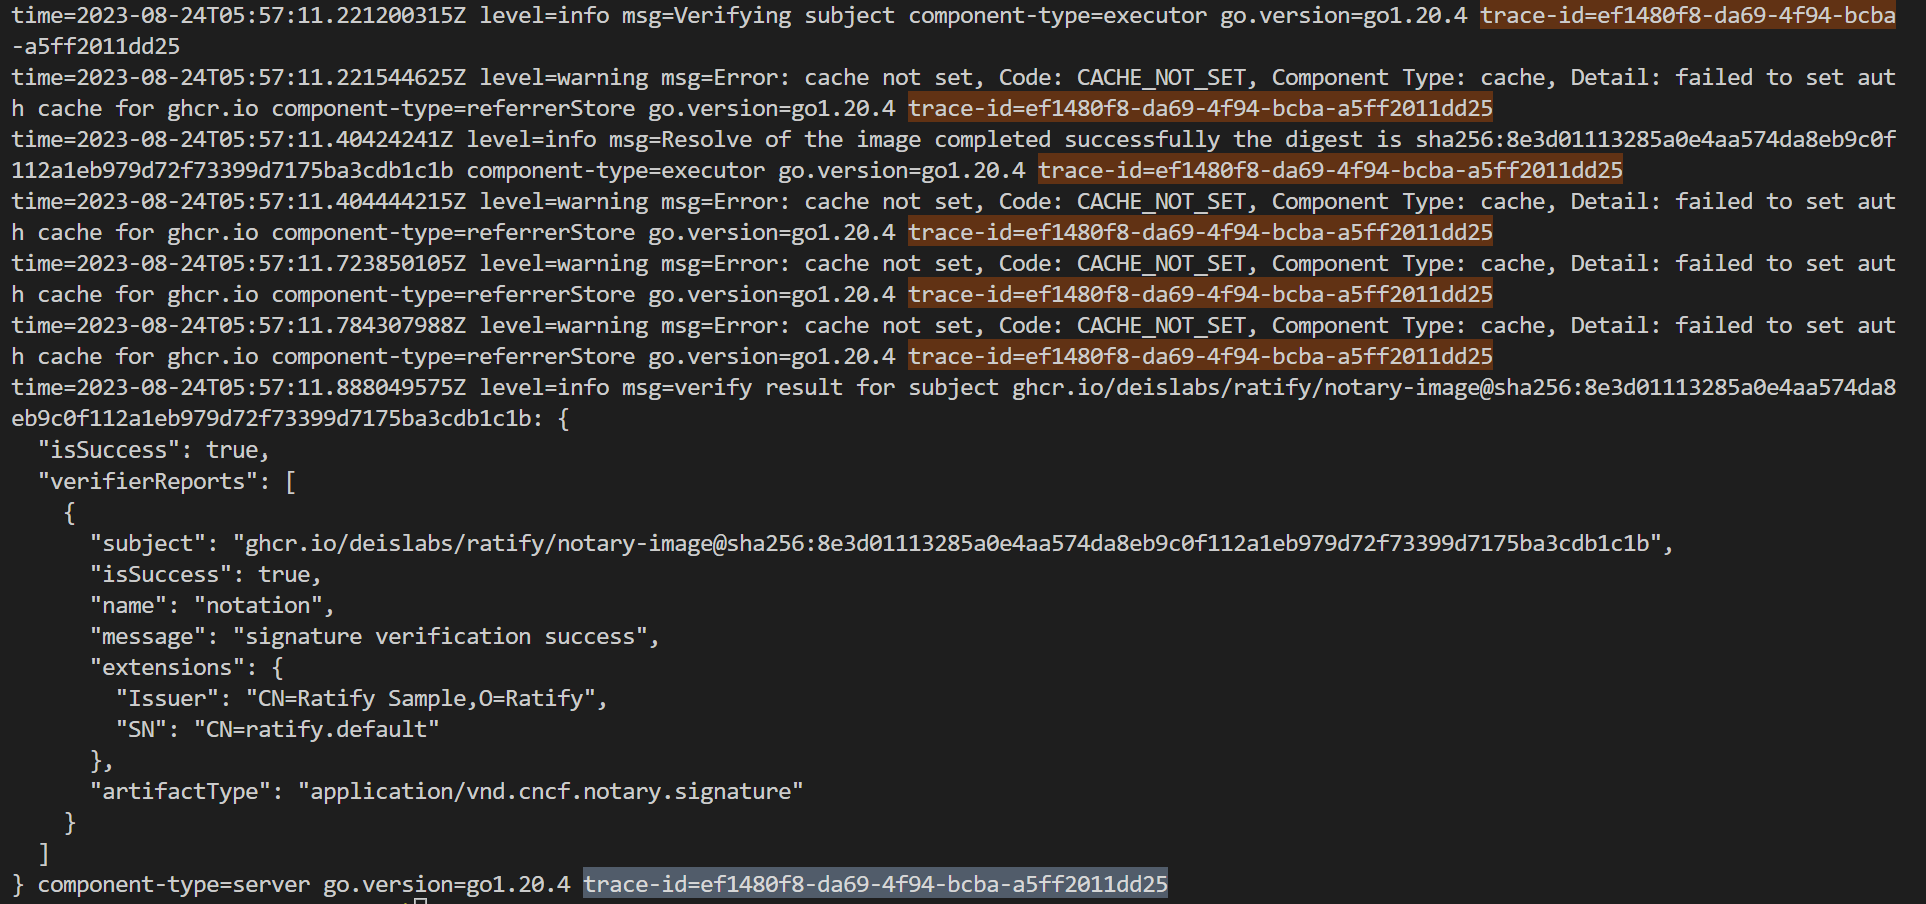 time=2023-08-24T05:57:11.221200315Z level=info msg=Verifying subject component-type=executor go.version=go1.20.4 trace-id=ef1480f8-da69-4f94-bcba
-a5ff2011dd25
time=2023-08-24T05:57:11.221544625Z level=warning msg=Error: cache not set, Code: CACHE_NOT_SET, Component Type: cache, Detail: failed to set aut
h cache for ghcr.io component-type=referrerStore go.version=go1.20.4 trace-id=ef1480f8-da69-4f94-bcba-a5ff2011dd25
time=2023-08-24T05:57:11.40424241Z level=info msg=Resolve of the image completed successfully the digest is sha256:8e3d01113285a0e4aa574da8eb9c0f
112a1eb979d72f73399d7175ba3cdb1c1b component-type=executor go.version=go1.20.4 trace-id=ef1480f8-da69-4f94-bcba-a5ff2011dd25
time=2023-08-24T05:57:11.404444215Z level=warning msg=Error: cache not set, Code: CACHE_NOT_SET, Component Type: cache, Detail: failed to set aut
h cache for ghcr.io component-type=referrerStore go.version=go1.20.4 trace-id=ef1480f8-da69-4f94-bcba-a5ff2011dd25
time=2023-08-24T05:57:11.723850105Z level=warning msg=Error: cache not set, Code: CACHE_NOT_SET, Component Type: cache, Detail: failed to set aut
h cache for ghcr.io component-type=referrerStore go.version=go1.20.4 trace-id=ef1480f8-da69-4f94-bcba-a5ff2011dd25
time=2023-08-24T05:57:11.784307988Z level=warning msg=Error: cache not set, Code: CACHE_NOT_SET, Component Type: cache, Detail: failed to set aut
h cache for ghcr.io component-type=referrerStore go.version=go1.20.4 trace-id=ef1480f8-da69-4f94-bcba-a5ff2011dd25
time=2023-08-24T05:57:11.888049575Z level=info msg=verify result for subject ghcr.io/deislabs/ratify/notary-image@sha256:8e3d01113285a0e4aa574da8
eb9c0f112a1eb979d72f73399d7175ba3cdb1c1b: {
  "isSuccess": true,
  "verifierReports": [
    {
      "subject": "ghcr.io/deislabs/ratify/notary-image@sha256:8e3d01113285a0e4aa574da8eb9c0f112a1eb979d72f73399d7175ba3cdb1c1b",
      "isSuccess": true,
      "name": "notation",
      "message": "signature verification success",
      "extensions": {
        "Issuer": "CN=Ratify Sample,O=Ratify",
        "SN": "CN=ratify.default"
      },
      "artifactType": "application/vnd.cncf.notary.signature"
    }
  ]
} component-type=server go.version=go1.20.4 trace-id=ef1480f8-da69-4f94-bcba-a5ff2011dd25